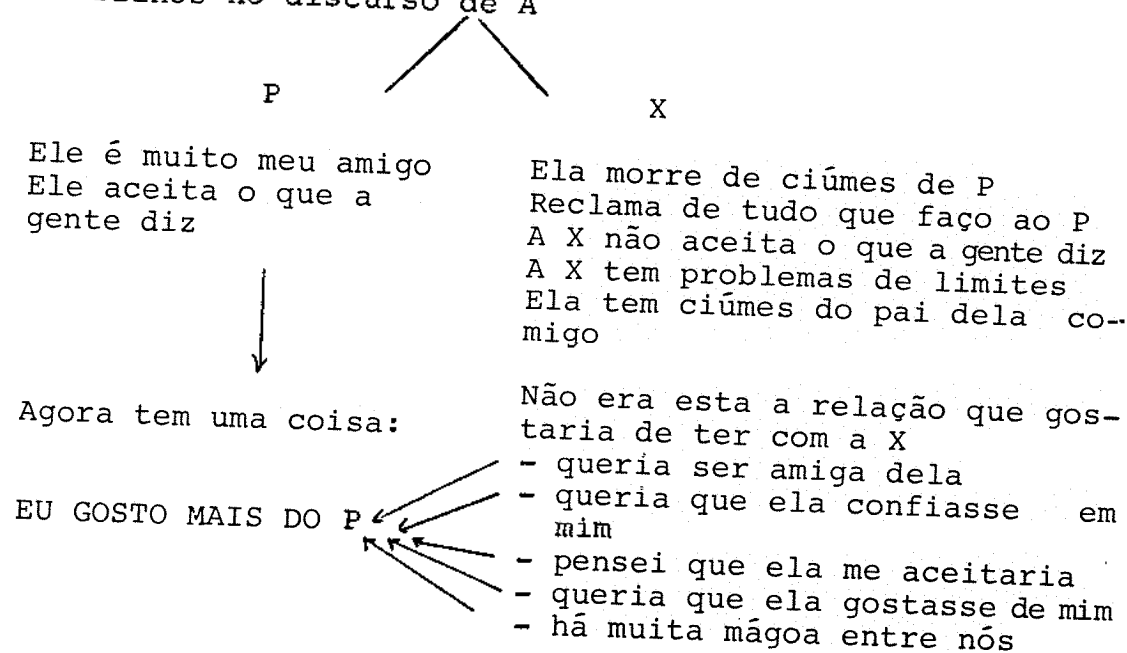 no discurso de A
P
X
Ele é muito meu amigo
Ele aceita o que a
gente diz
Ela morre de ciúmes de P
Reclama de tudo que faço ao P
A X não aceita o que a gente diz
A X tem problemas de limites
Ela tem ciúmes do pai dela co-
migo
Agora tem uma coisa:
EU GOSTO MAIS DO P
Não era esta a relação que gos-
taria de ter com a X
- queria ser amiga dela
- queria que ela confiasse em
mim
- pensei que ela me aceitaria
- queria que ela gostasse de mim
- há muita mágoa entre nós